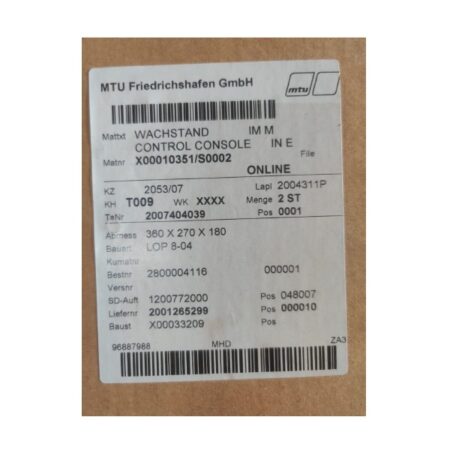 MTU Friedrichshafen GmbH
mtu
Mattxt WACHSTAND IM M
CONTROL CONSOLE IN E
Matnr X00010351/S0002 File
ONLINE
KZ 2053/07 Lapl 2004311P
KH T009 WK XXXX Menge 2 ST
TeNr 2007404039 Pos 0001
Abmess 360 X 270 X 180
Bauart LOP 8-04
Kumatnr
Bestnr 2800004116 000001
Versnr
SD-Auft 1200772000 Pos 048007
Liefernr 2001265299 Pos 000010
Baust X00033209 Pos
96887988 MHD ZA3